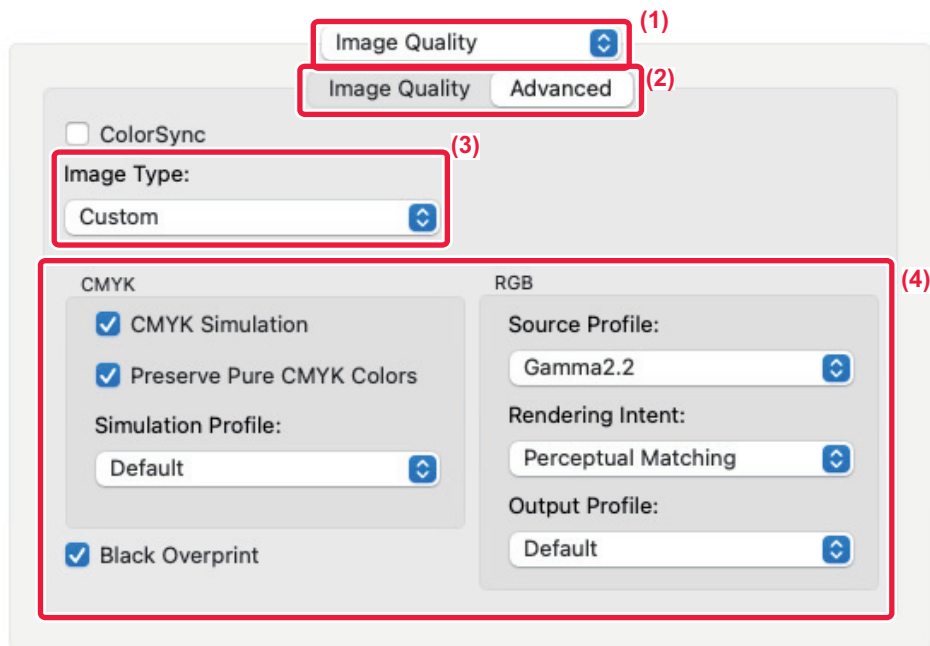 Image Quality
(1)
Image Quality Advanced
(2)
ColorSync
(3)
Image Type:
Custom
(4)
CMYK
CMYK Simulation
Preserve Pure CMYK Colors
Simulation Profile:
Default
Black Overprint
RGB
Source Profile:
Gamma2.2
Rendering Intent:
Perceptual Matching
Output Profile:
Default